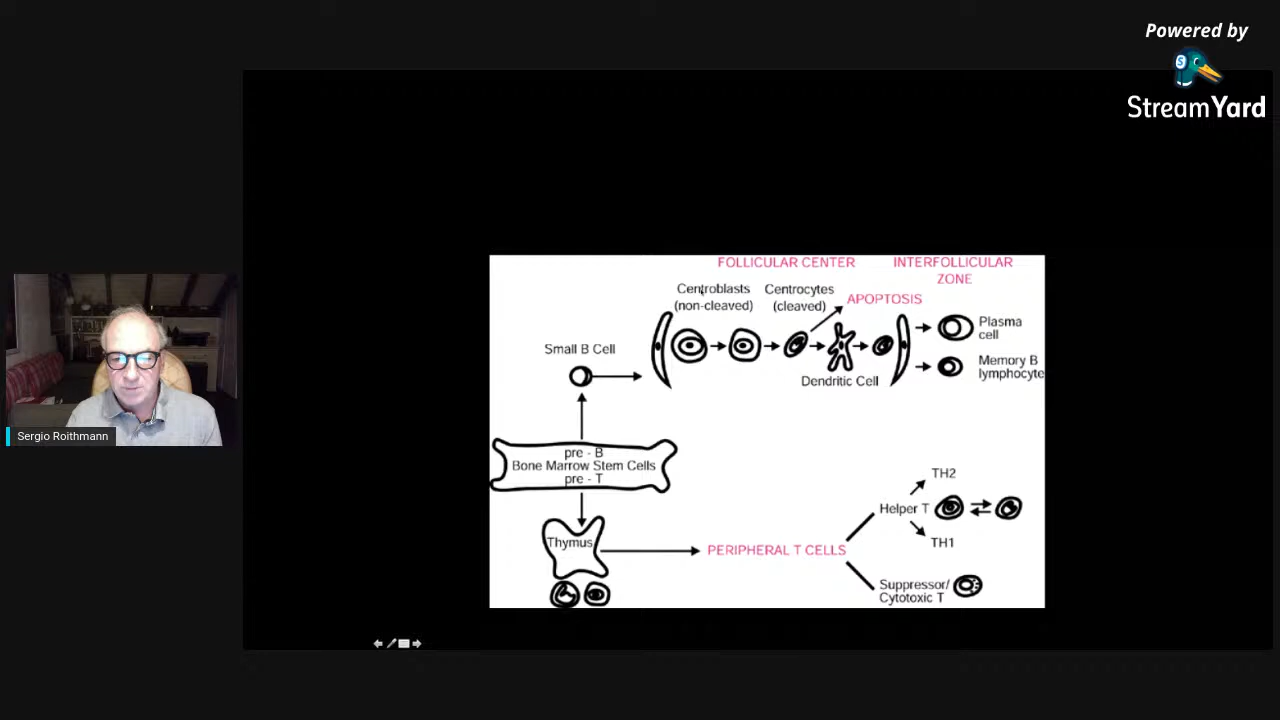 Powered by
StreamYard
FOLLICULAR CENTER
INTERFOLLICULAR
ZONE
Centroblasts
(non-cleaved)
Centrocytes
(cleaved)
APOPTOSIS
Plasma
cell
Small B Cell
Dendritic Cell
Memory B
lymphocyte
Sergio Roithmann
pre - B
Bone Marrow Stem Cells
pre - T
TH2
Helper T
Thymus
PERIPHERAL T CELLS
TH1
Suppressor/
Cytotoxic T